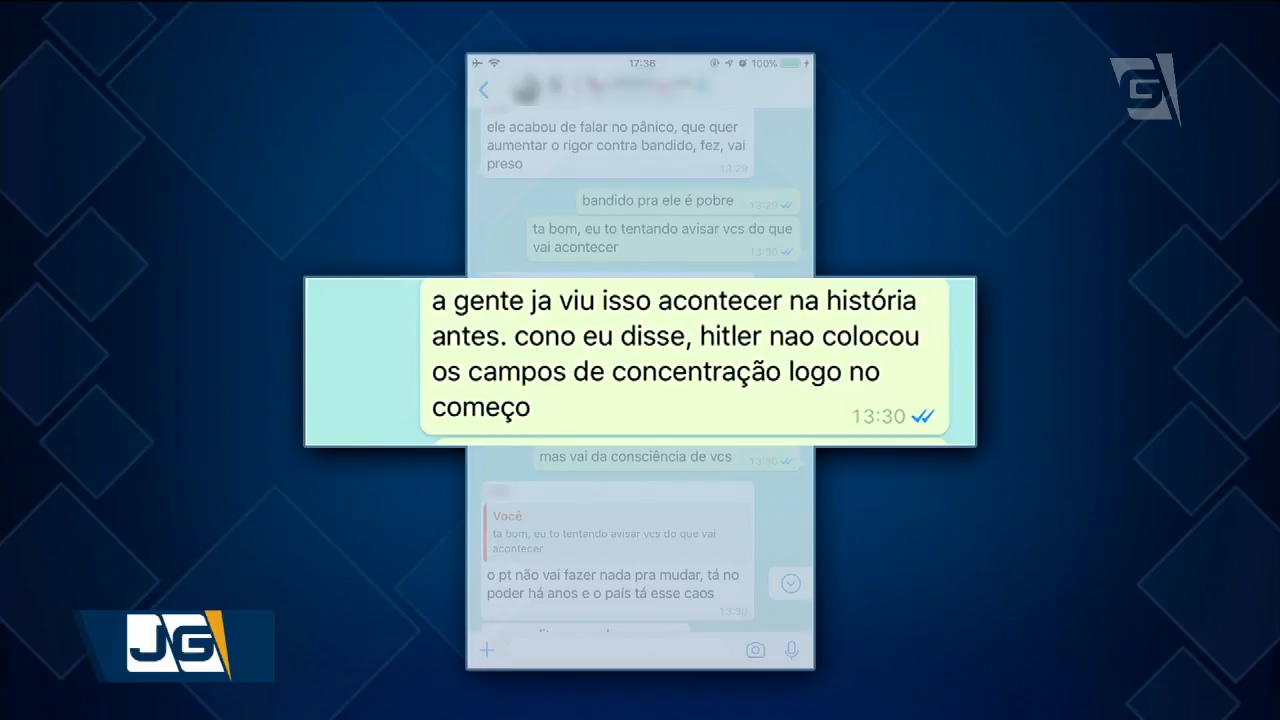 17:36
100%
ele acabou de falar no pânico, que quer
aumentar o rigor contra bandido, fez, vai
preso
13:29
bandido pra ele é pobre
13:29
ta bom, eu to tentando avisar vcs do que
vai acontecer
13:30
a gente ja viu isso acontecer na história
antes. cono eu disse, hitler nao colocou
os campos de concentração logo no
começo
13:30
mas vai da consciência de vcs
13:30
Você
ta bom, eu to tentando avisar vcs do que vai
acontecer
o pt não vai fazer nada pra mudar, tá no
poder há anos e o país tá esse caos
13:30
JG
G